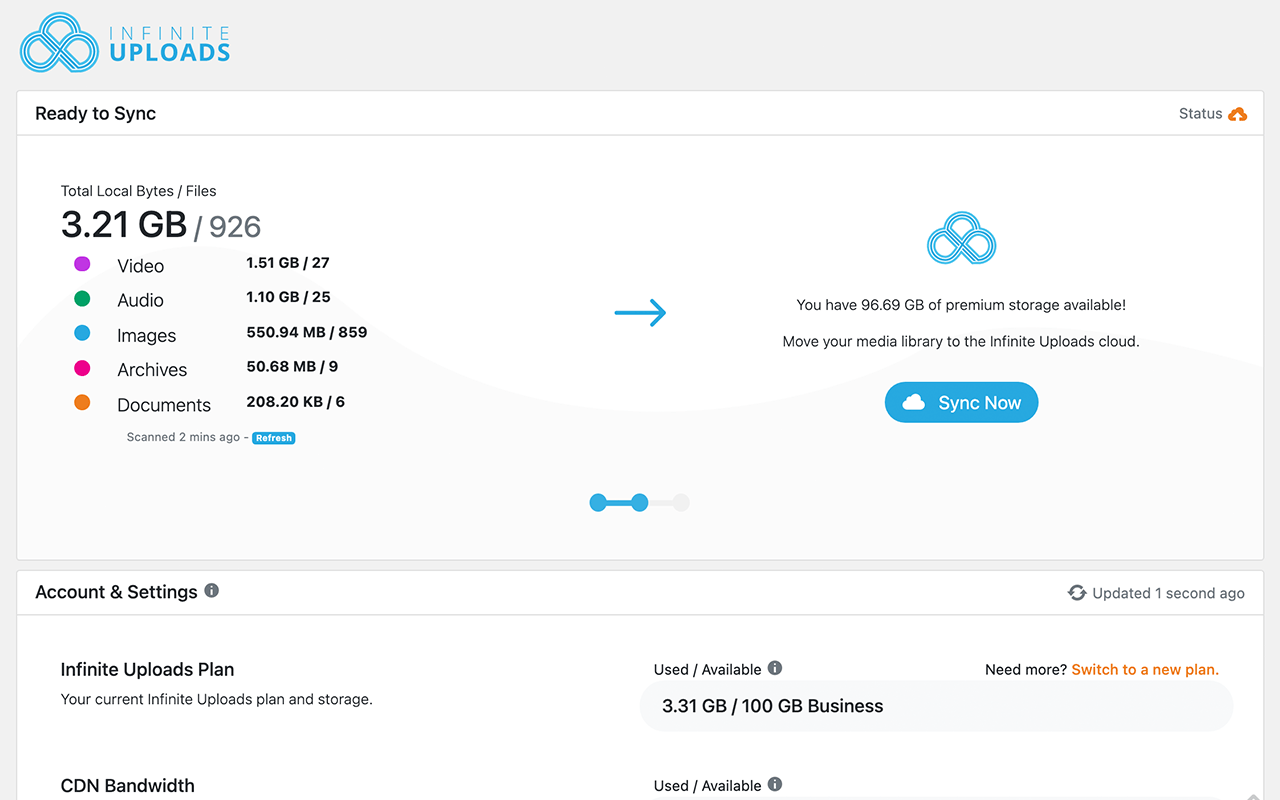 INFINITE
UPLOADS
Ready to Sync
Status
Total Local Bytes / Files
3.21 GB / 926
Video 1.51 GB / 27
Audio 1.10 GB / 25
Images 550.94 MB / 859
Archives 50.68 MB / 9
Documents 208.20 KB / 6
Scanned 2 mins ago - Refresh
You have 96.69 GB of premium storage available!
Move your media library to the Infinite Uploads cloud.
Sync Now
Account & Settings
Updated 1 second ago
Infinite Uploads Plan
Your current Infinite Uploads plan and storage.
Used / Available
Need more? Switch to a new plan.
3.31 GB / 100 GB Business
CDN Bandwidth
Used / Available